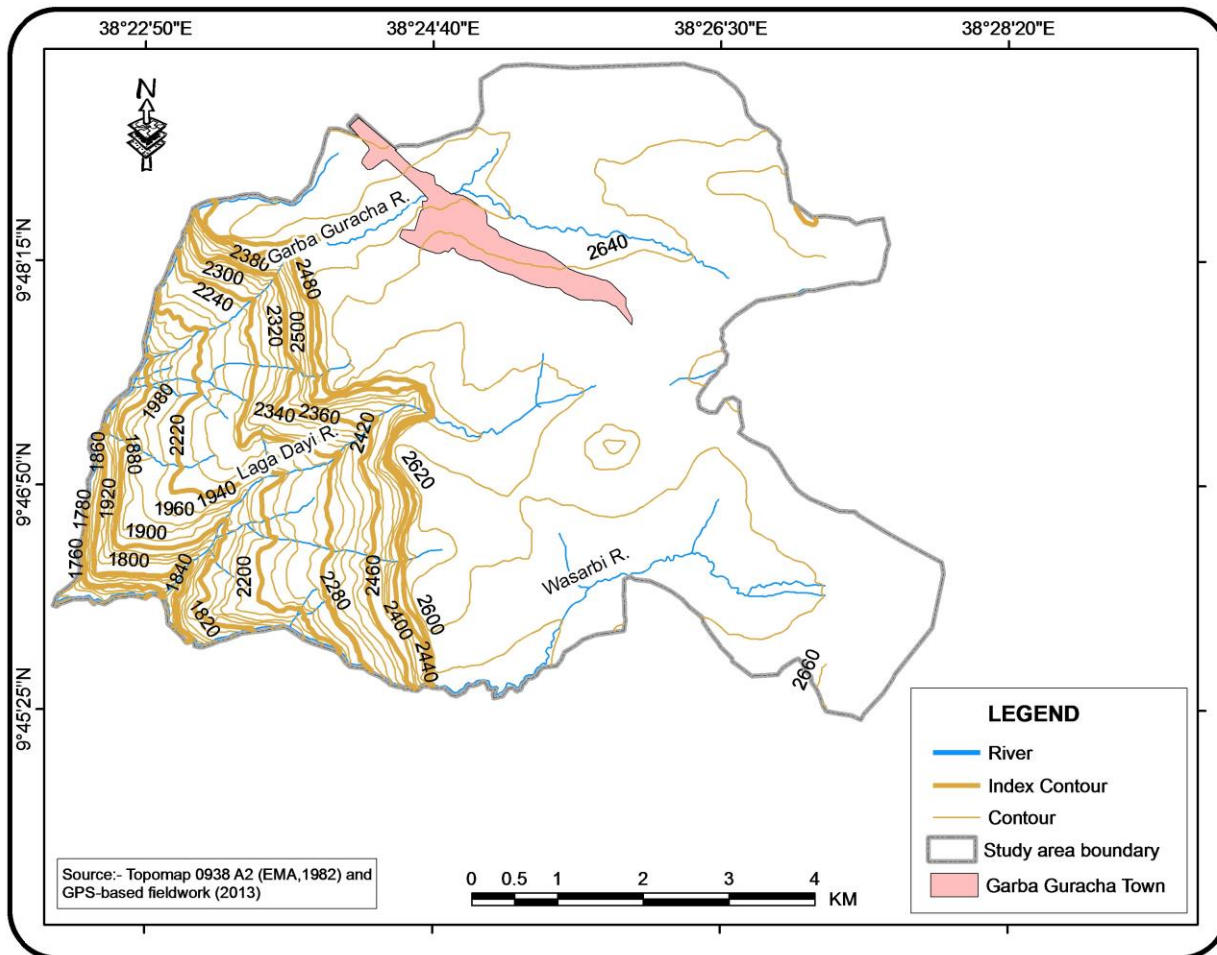 38°22'50"E
38°24'40"E
38°26'30"E
38°28'20"E
N
9°48'15"N
9°46'50"N
9°45'25"N
Garba Guracha R.
2640
2380
2300
2240
2480
2320
2500
1980
2340
2360
2220
2420
Laga Dayi R.
2620
1860
1880
1940
1960
1920
1780
1900
1760
1800
1840
2200
2460
2280
1820
2400
2600
2440
Wasarbi R.
2660
LEGEND
River
Index Contour
Contour
Study area boundary
Garba Guracha Town
Source:- Topomap 0938 A2 (EMA,1982) and
GPS-based fieldwork (2013)
0 0.5 1 2 3 4
KM